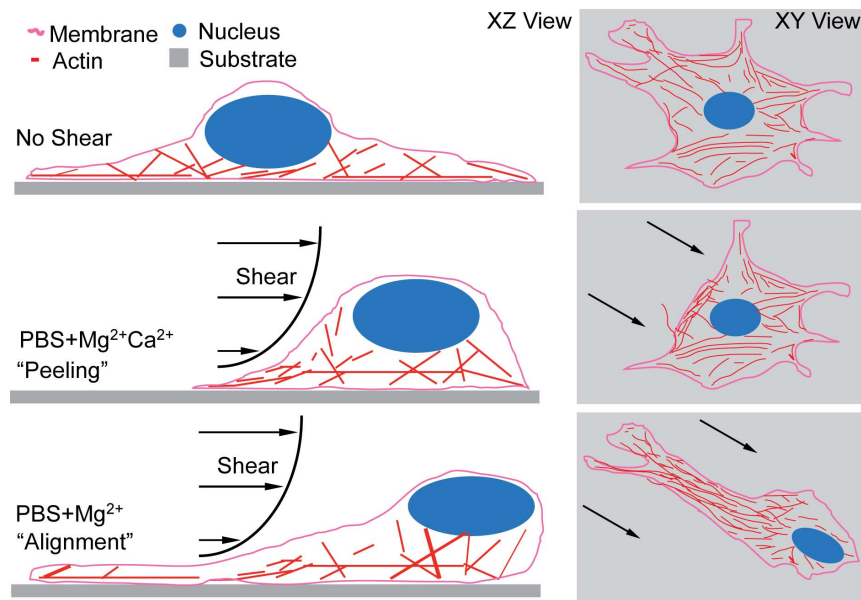 Membrane
Nucleus
Actin
Substrate
XZ View
XY View
No Shear
Shear
PBS+Mg²⁺Ca²⁺
“Peeling”
Shear
PBS+Mg²⁺
“Alignment”